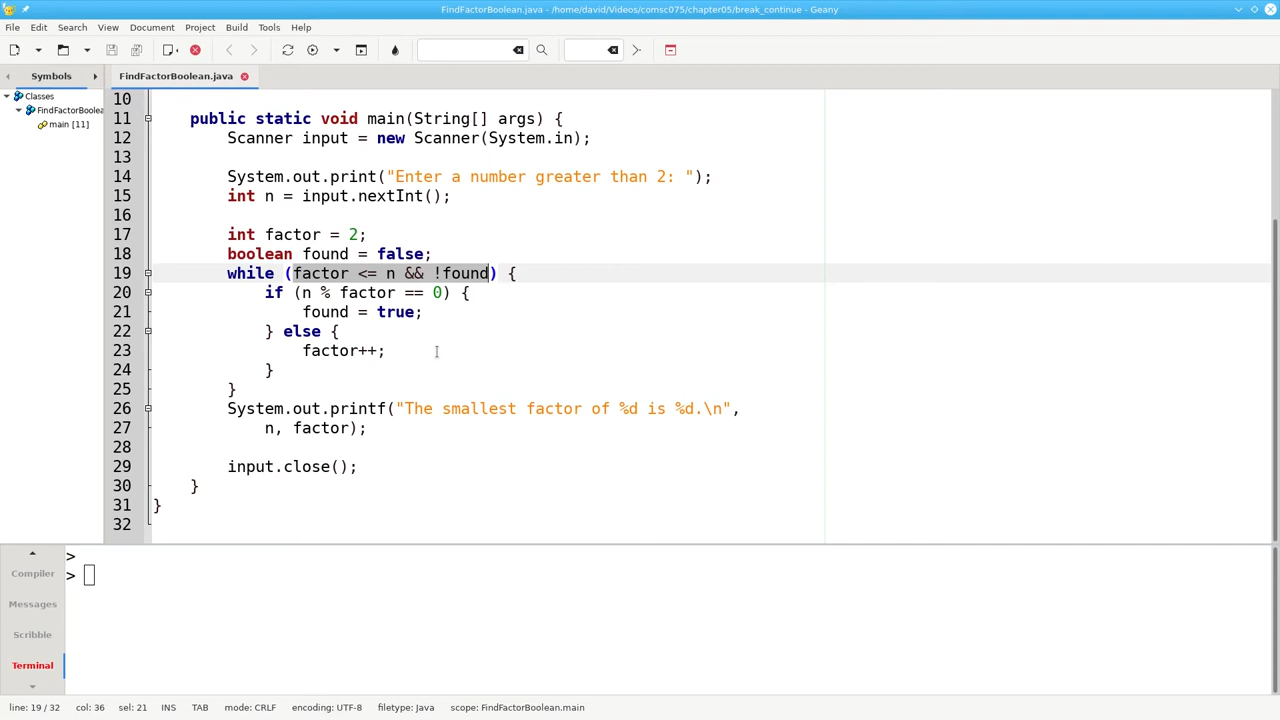 FindFactorBoolean.java - /home/david/Videos/comsc075/chapter05/break_continue - Geany
File Edit Search View Document Project Build Tools Help
Symbols FindFactorBoolean.java
Classes
FindFactorBoolea
main [11]
10
11 public static void main(String[] args) {
12 Scanner input = new Scanner(System.in);
13
14 System.out.print("Enter a number greater than 2: ");
15 int n = input.nextInt();
16
17 int factor = 2;
18 boolean found = false;
19 while (factor <= n && !found) {
20 if (n % factor == 0) {
21 found = true;
22 } else {
23 factor++;
24 }
25 }
26 System.out.printf("The smallest factor of %d is %d.\n",
27 n, factor);
28
29 input.close();
30 }
31 }
32
Compiler
Messages
Scribble
Terminal
>
>
line: 19 / 32 col: 36 sel: 21 INS TAB mode: CRLF encoding: UTF-8 filetype: Java scope: FindFactorBoolean.main